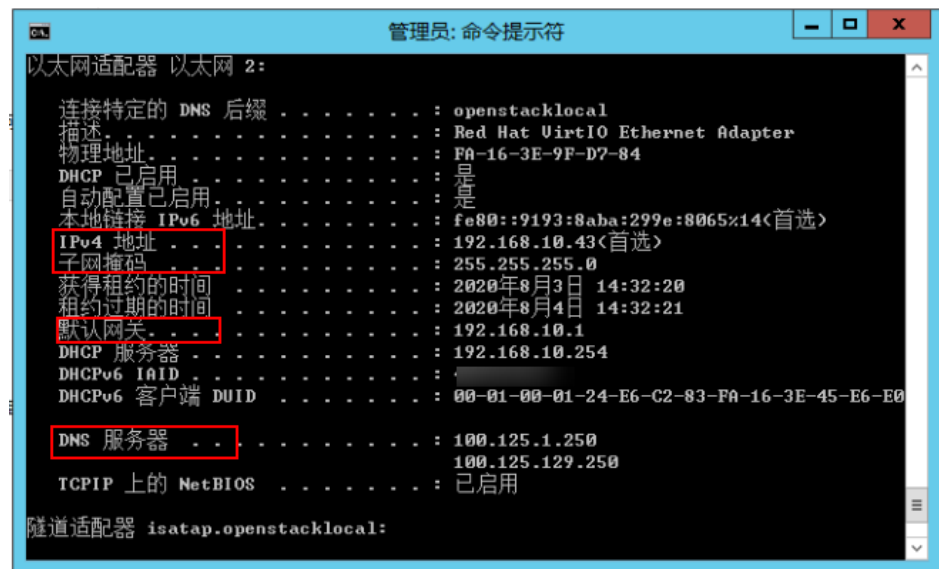 管理员: 命令提示符
以太网适配器 以太网 2:
连接特定的 DNS 后缀 . . . . . . . : openstacklocal
描述. . . . . . . . . . . . . . . : Red Hat VirtIO Ethernet Adapter
物理地址. . . . . . . . . . . . . : FA-16-3E-9F-D7-84
DHCP 已启用 . . . . . . . . . . . : 是
自动配置已启用. . . . . . . . . . : 是
本地链接 IPv6 地址. . . . . . . . : fe80::9193:8aba:299e:8065%14(首选)
IPv4 地址 . . . . . . . . . . . . : 192.168.10.43(首选)
子网掩码 . . . . . . . . . . . . : 255.255.255.0
获得租约的时间 . . . . . . . . . : 2020年8月3日 14:32:20
租约过期的时间 . . . . . . . . . : 2020年8月4日 14:32:21
默认网关. . . . . . . . . . . . . : 192.168.10.1
DHCP 服务器 . . . . . . . . . . . : 192.168.10.254
DHCPv6 IAID . . . . . . . . . . . :
DHCPv6 客户端 DUID . . . . . . . : 00-01-00-01-24-E6-C2-83-FA-16-3E-45-E6-E0
DNS 服务器 . . . . . . . . . . . : 100.125.1.250
100.125.129.250
TCPIP 上的 NetBIOS . . . . . . . : 已启用
隧道适配器 isatap.openstacklocal: